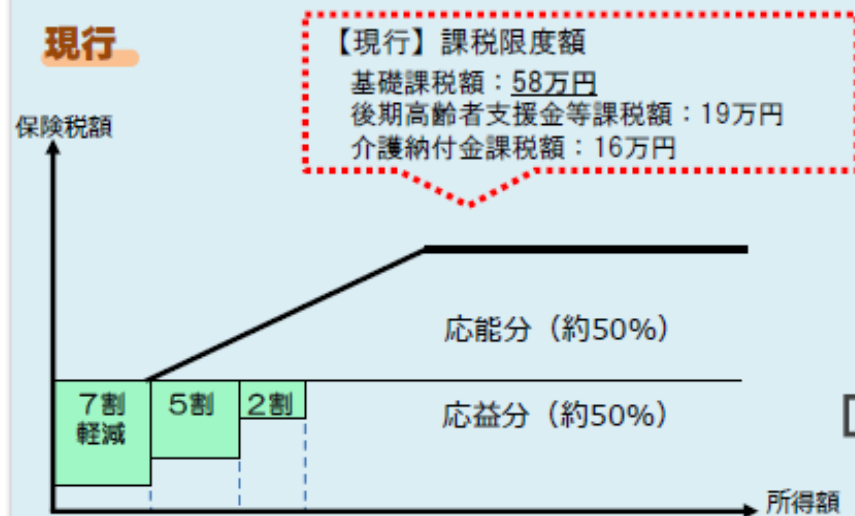 現行
【現行】課税限度額
基礎課税額：58万円
後期高齢者支援金等課税額：19万円
介護納付金課税額：16万円
保険税額
応能分（約50%）
7割
軽減
5割
2割
応益分（約50%）
所得額